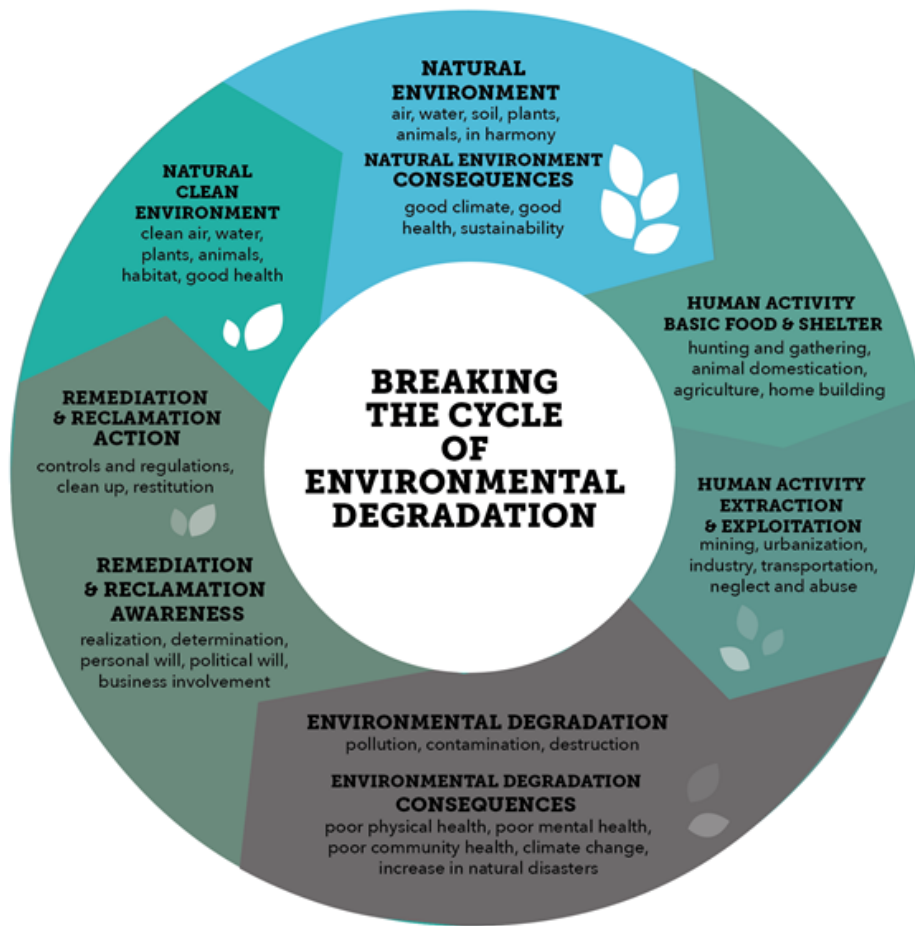 NATURAL
ENVIRONMENT
air, water, soil, plants,
animals, in harmony
NATURAL ENVIRONMENT
CONSEQUENCES
good climate, good
health, sustainability
HUMAN ACTIVITY
BASIC FOOD & SHELTER
hunting and gathering,
animal domestication,
agriculture, home building
HUMAN ACTIVITY
EXTRACTION
& EXPLOITATION
mining, urbanization,
industry, transportation,
neglect and abuse
ENVIRONMENTAL DEGRADATION
pollution, contamination, destruction
ENVIRONMENTAL DEGRADATION
CONSEQUENCES
poor physical health, poor mental health,
poor community health, climate change,
increase in natural disasters
REMEDIATION
& RECLAMATION
AWARENESS
realization, determination,
personal will, political will,
business involvement
REMEDIATION
& RECLAMATION
ACTION
controls and regulations,
clean up, restitution
NATURAL
CLEAN
ENVIRONMENT
clean air, water,
plants, animals,
habitat, good health
BREAKING
THE CYCLE
OF
ENVIRONMENTAL
DEGRADATION